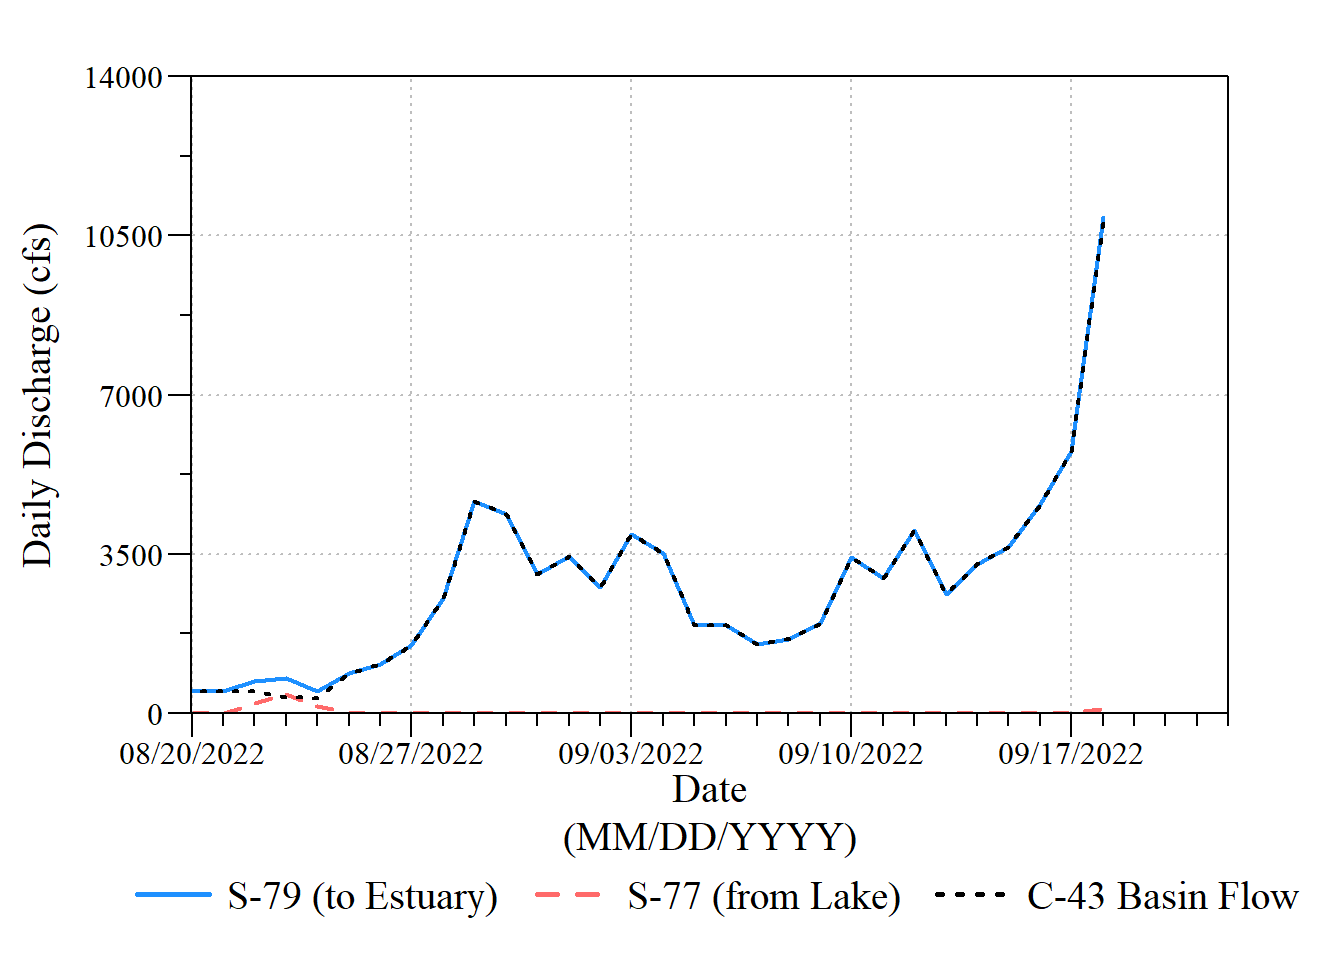 14000
10500
7000
3500
0
Daily Discharge (cfs)
08/20/2022 08/27/2022 09/03/2022 09/10/2022 09/17/2022
Date
(MM/DD/YYYY)
S-79 (to Estuary) S-77 (from Lake) C-43 Basin Flow